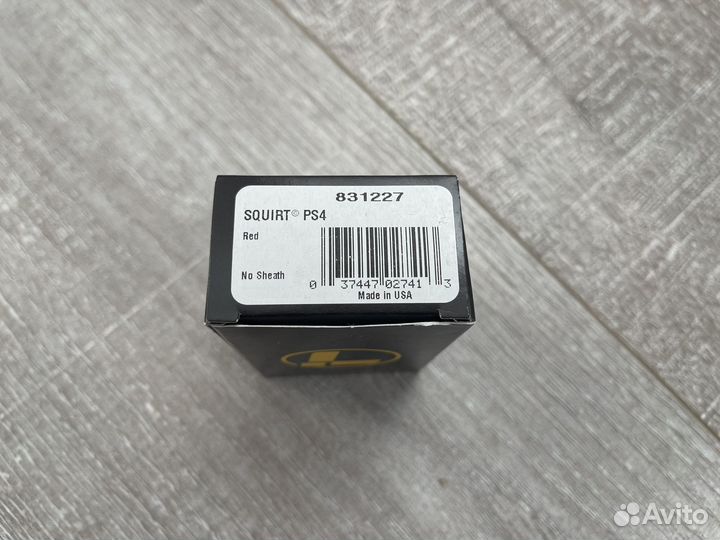 831227
SQUIRT© PS4
Red
No Sheath
0 37447 02741 3
Made in USA
Avito